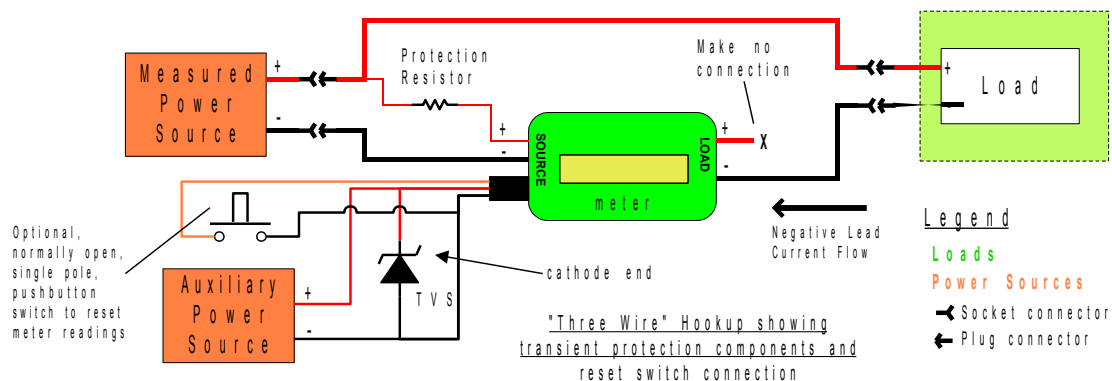 Measured
Power
Source
+
-
Protection
Resistor
Make no
connection
+
-
SOURCE
LOAD
+
-
X
meter
+
-
Load
Optional,
normally open,
single pole,
pushbutton
switch to reset
meter readings
Auxiliary
Power
Source
+
-
TVS
cathode end
Negative Lead
Current Flow
"Three Wire" Hookup showing
transient protection components and
reset switch connection
Legend
Loads
Power Sources
Socket connector
Plug connector